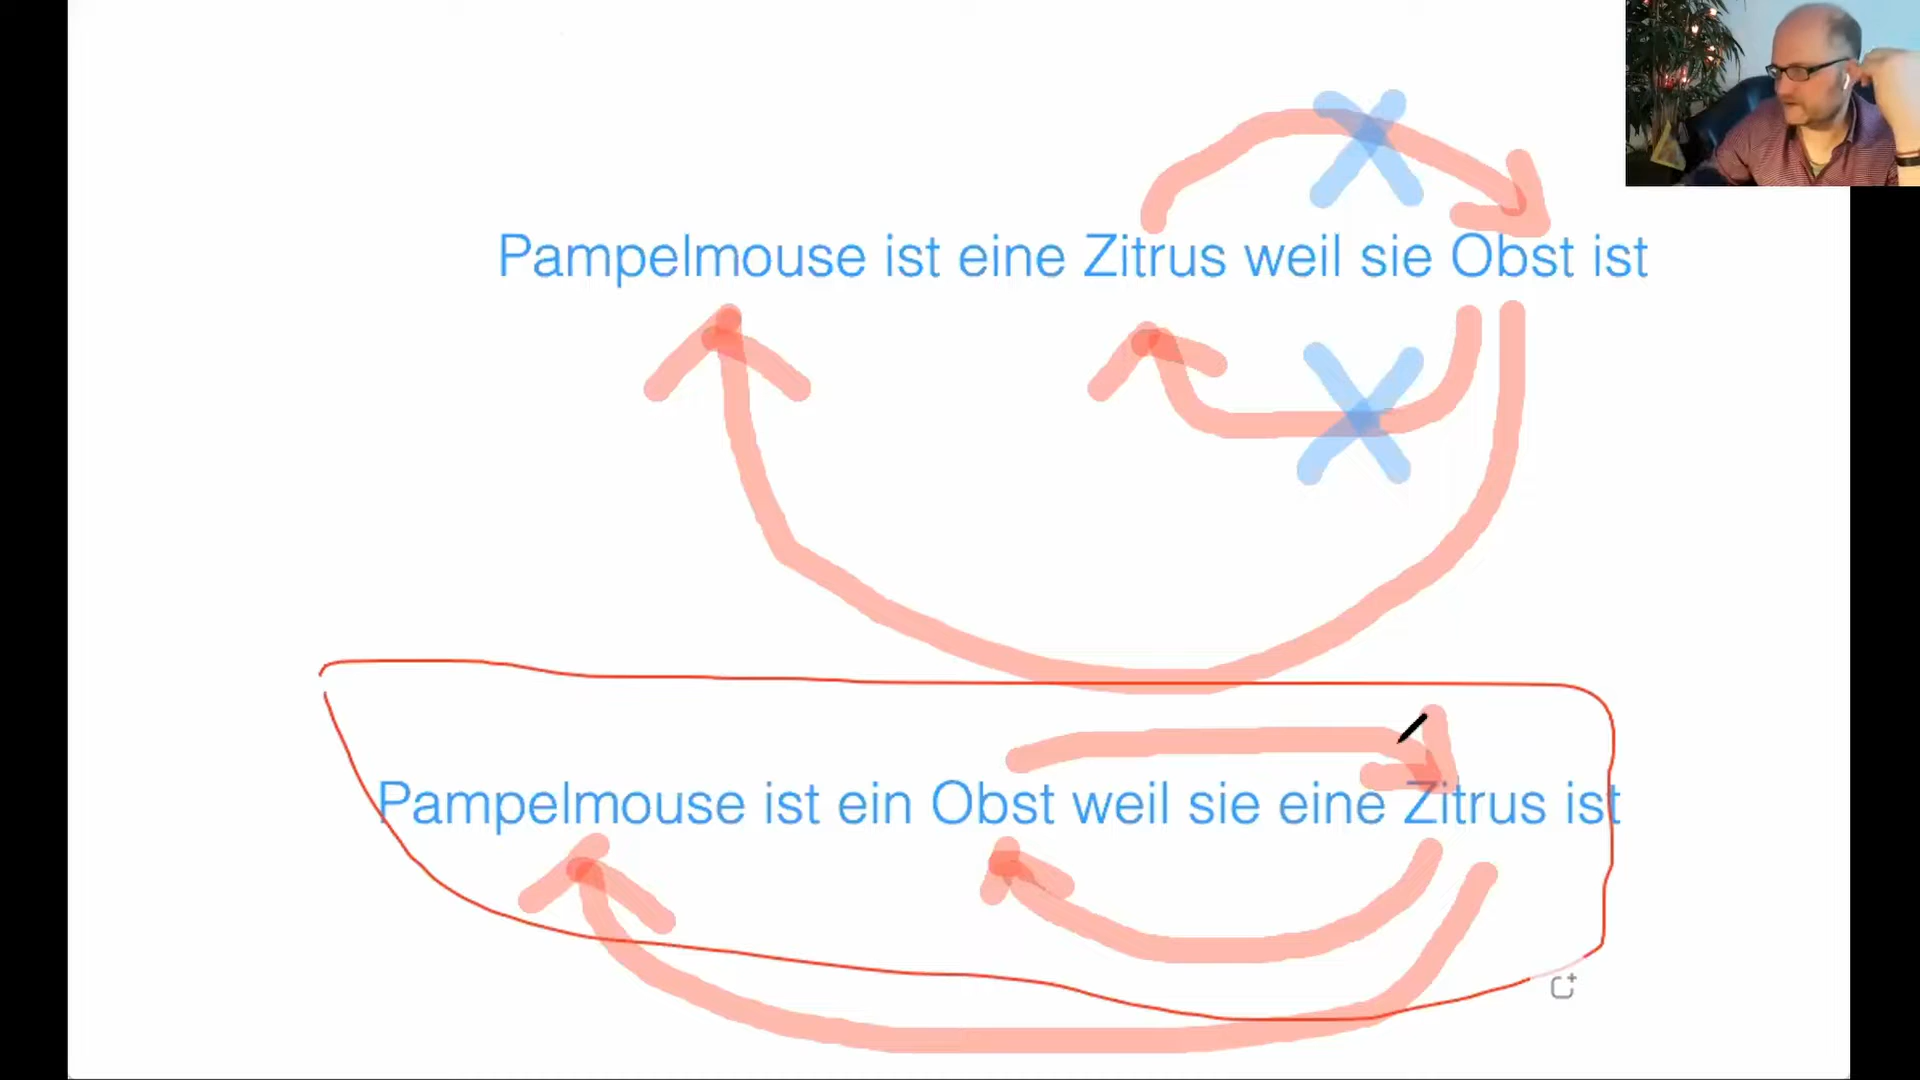 Pampelmouse ist eine Zitrus weil sie Obst ist
Pampelmouse ist ein Obst weil sie eine Zitrus ist